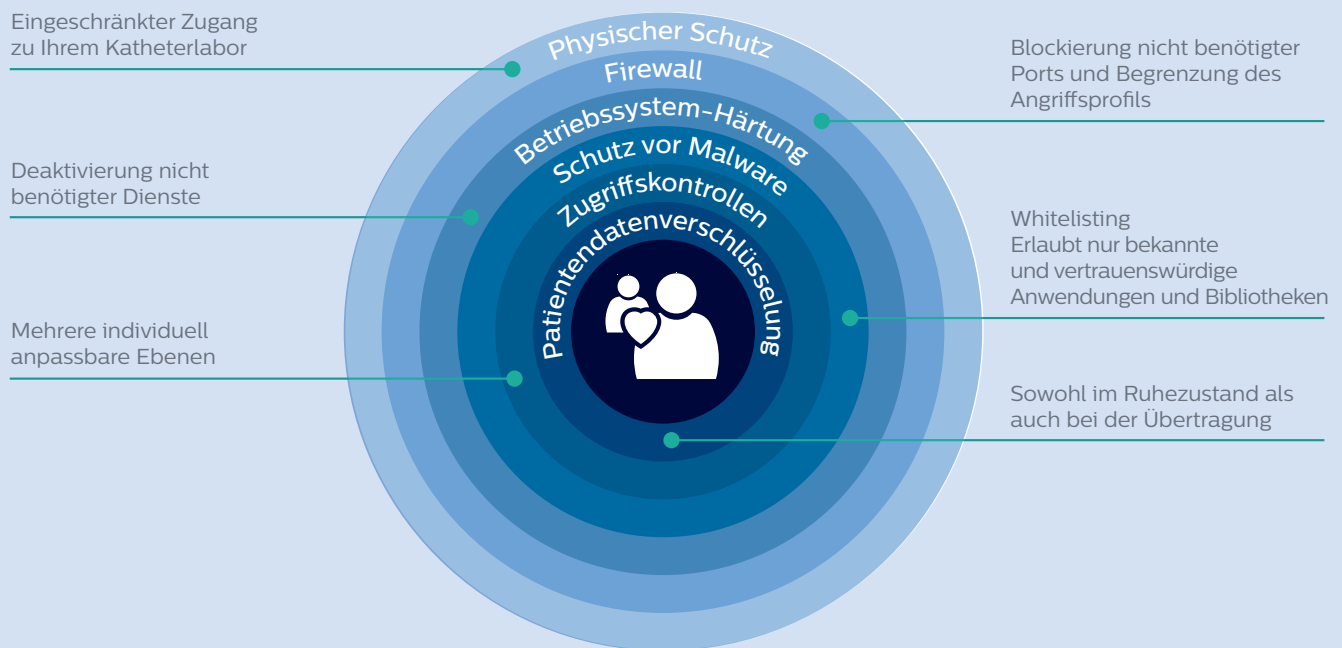 Eingeschränkter Zugang
zu Ihrem Katheterlabor
Deaktivierung nicht
benötigter Dienste
Mehrere individuell
anpassbare Ebenen
Physischer Schutz
Firewall
Betriebssystem-Härtung
Schutz vor Malware
Zugriffskontrollen
Patientendatenverschlüsselung
Blockierung nicht benötigter
Ports und Begrenzung des
Angriffsprofils
Whitelisting
Erlaubt nur bekannte
und vertrauenswürdige
Anwendungen und Bibliotheken
Sowohl im Ruhezustand als
auch bei der Übertragung